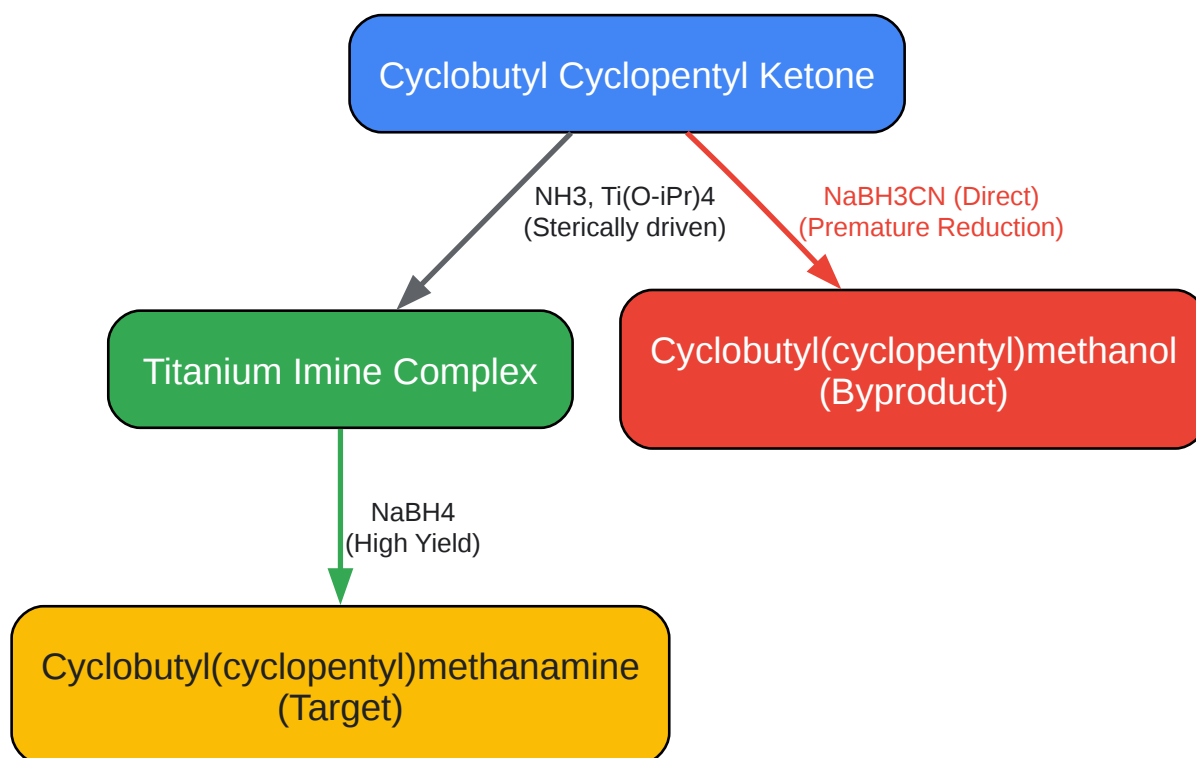 Cyclobutyl Cyclopentyl Ketone
NH3, Ti(O-iPr)4
(Sterically driven)
NaBH3CN (Direct)
(Premature Reduction)
Titanium Imine Complex
Cyclobutyl(cyclopentyl)methanol
(Byproduct)
NaBH4
(High Yield)
Cyclobutyl(cyclopentyl)methanamine
(Target)